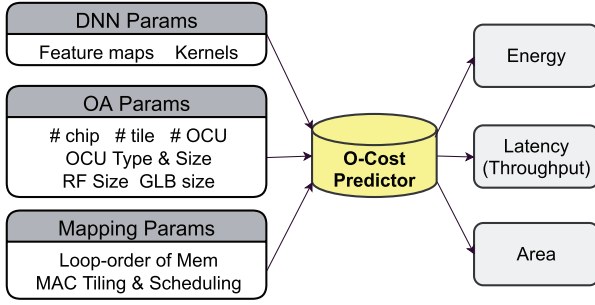 DNN Params
Feature maps Kernels
OA Params
# chip # tile # OCU
OCU Type & Size
RF Size GLB size
Mapping Params
Loop-order of Mem
MAC Tiling & Scheduling
O-Cost
Predictor
Energy
Latency
(Throughput)
Area